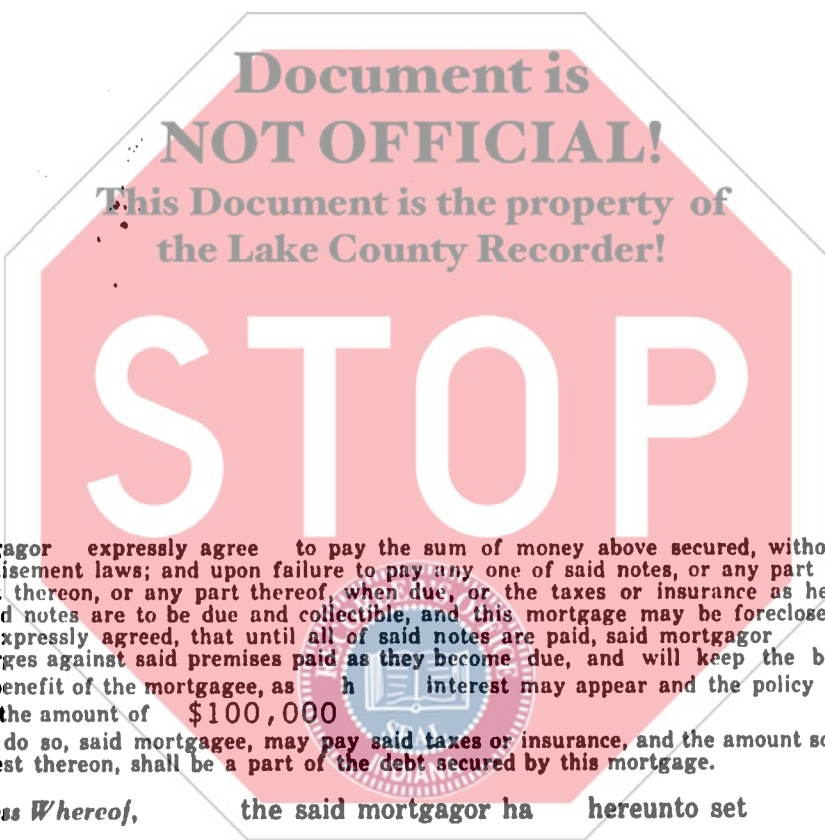 Document is
NOT OFFICIAL!
This Document is the property of
the Lake County Recorder!
STOP
agor expressly agree to pay the sum of money above secured, witho
isement laws; and upon failure to pay any one of said notes, or any part
thereon, or any part thereof, when due, or the taxes or insurance as he
d notes are to be due and collectible, and this mortgage may be foreclose
xpressly agreed, that until all of said notes are paid, said mortgagor
ges against said premises paid as they become due, and will keep the b
enefit of the mortgagee, as h interest may appear and the policy
the amount of $100,000
do so, said mortgagee, may pay said taxes or insurance, and the amount so
est thereon, shall be a part of the debt secured by this mortgage.
ss Whereof, the said mortgagor ha hereunto set
SEAL
INDIANA